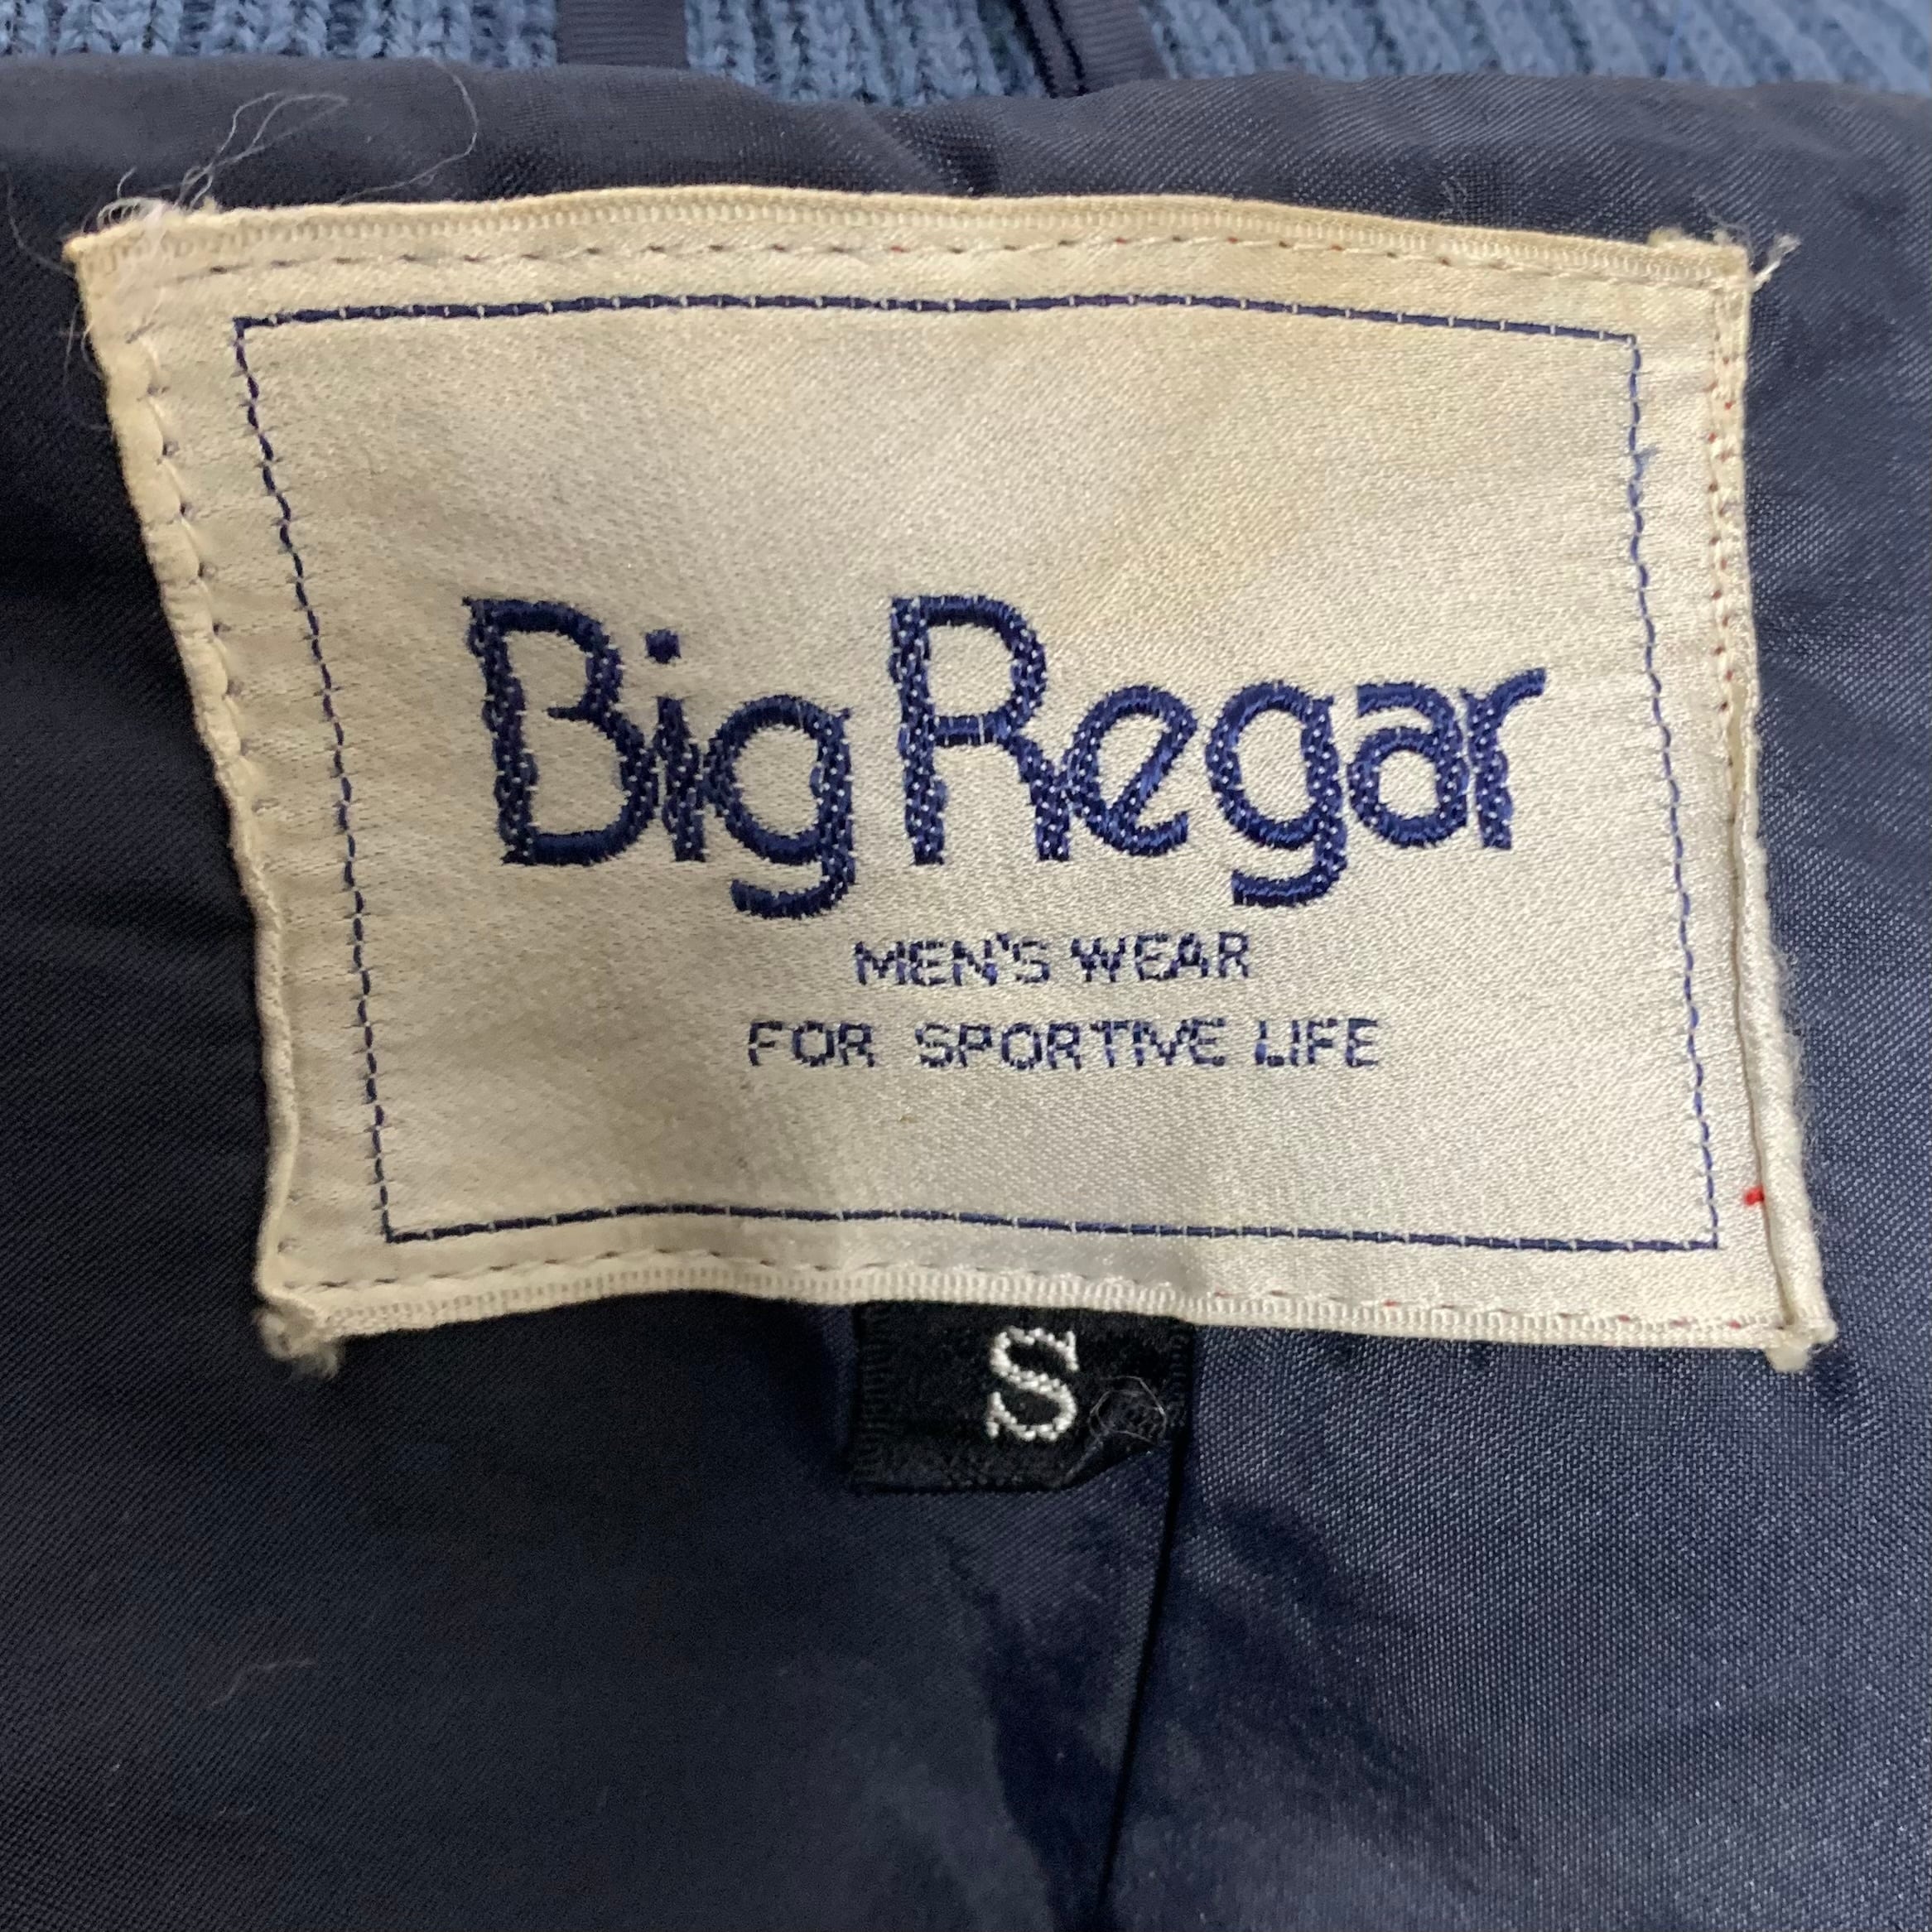 Big Regar
MEN'S WEAR
FOR SPORTIVE LIFE
S